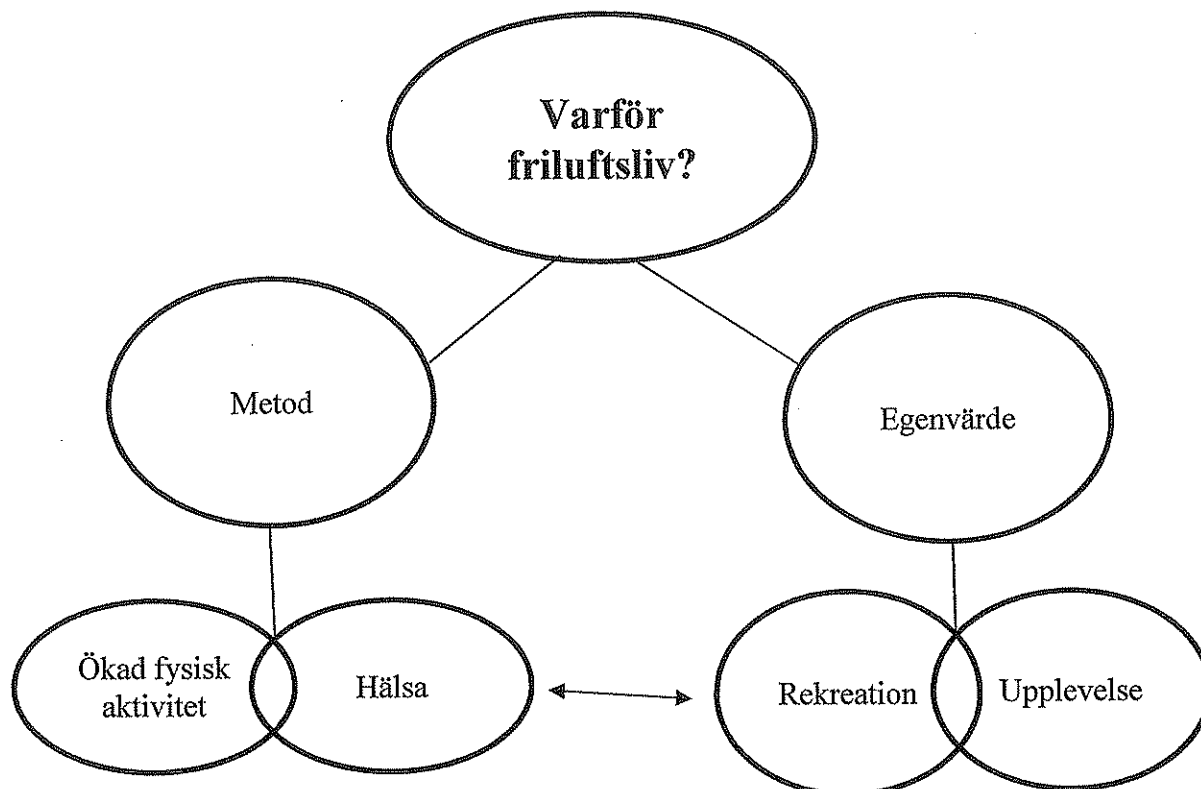 Varför
friluftsliv?
Metod
Egenvärde
Ökad fysisk
aktivitet
Hälsa
Rekreation
Upplevelse